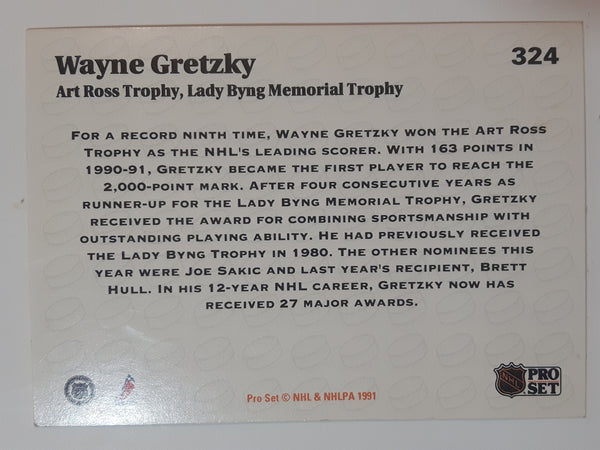 Wayne Gretzky
324
Art Ross Trophy, Lady Byng Memorial Trophy
FOR A RECORD NINTH TIME, WAYNE GRETZKY WON THE ART ROSS
TROPHY AS THE NHL'S LEADING SCORER. WITH 163 POINTS IN
1990-91, GRETZKY BECAME THE FIRST PLAYER TO REACH THE
2,000-POINT MARK. AFTER FOUR CONSECUTIVE YEARS AS
RUNNER-UP FOR THE LADY BYNG MEMORIAL TROPHY, GRETZKY
RECEIVED THE AWARD FOR COMBINING SPORTSMANSHIP WITH
OUTSTANDING PLAYING ABILITY. HE HAD PREVIOUSLY RECEIVED
THE LADY BYNG TROPHY IN 1980. THE OTHER NOMINEES THIS
YEAR WERE JOE SAKIC AND LAST YEAR'S RECIPIENT, BRETT
HULL. IN HIS 12-YEAR NHL CAREER, GRETZKY NOW HAS
RECEIVED 27 MAJOR AWARDS.
Pro Set © NHL & NHLPA 1991
NHL
PRO
SET